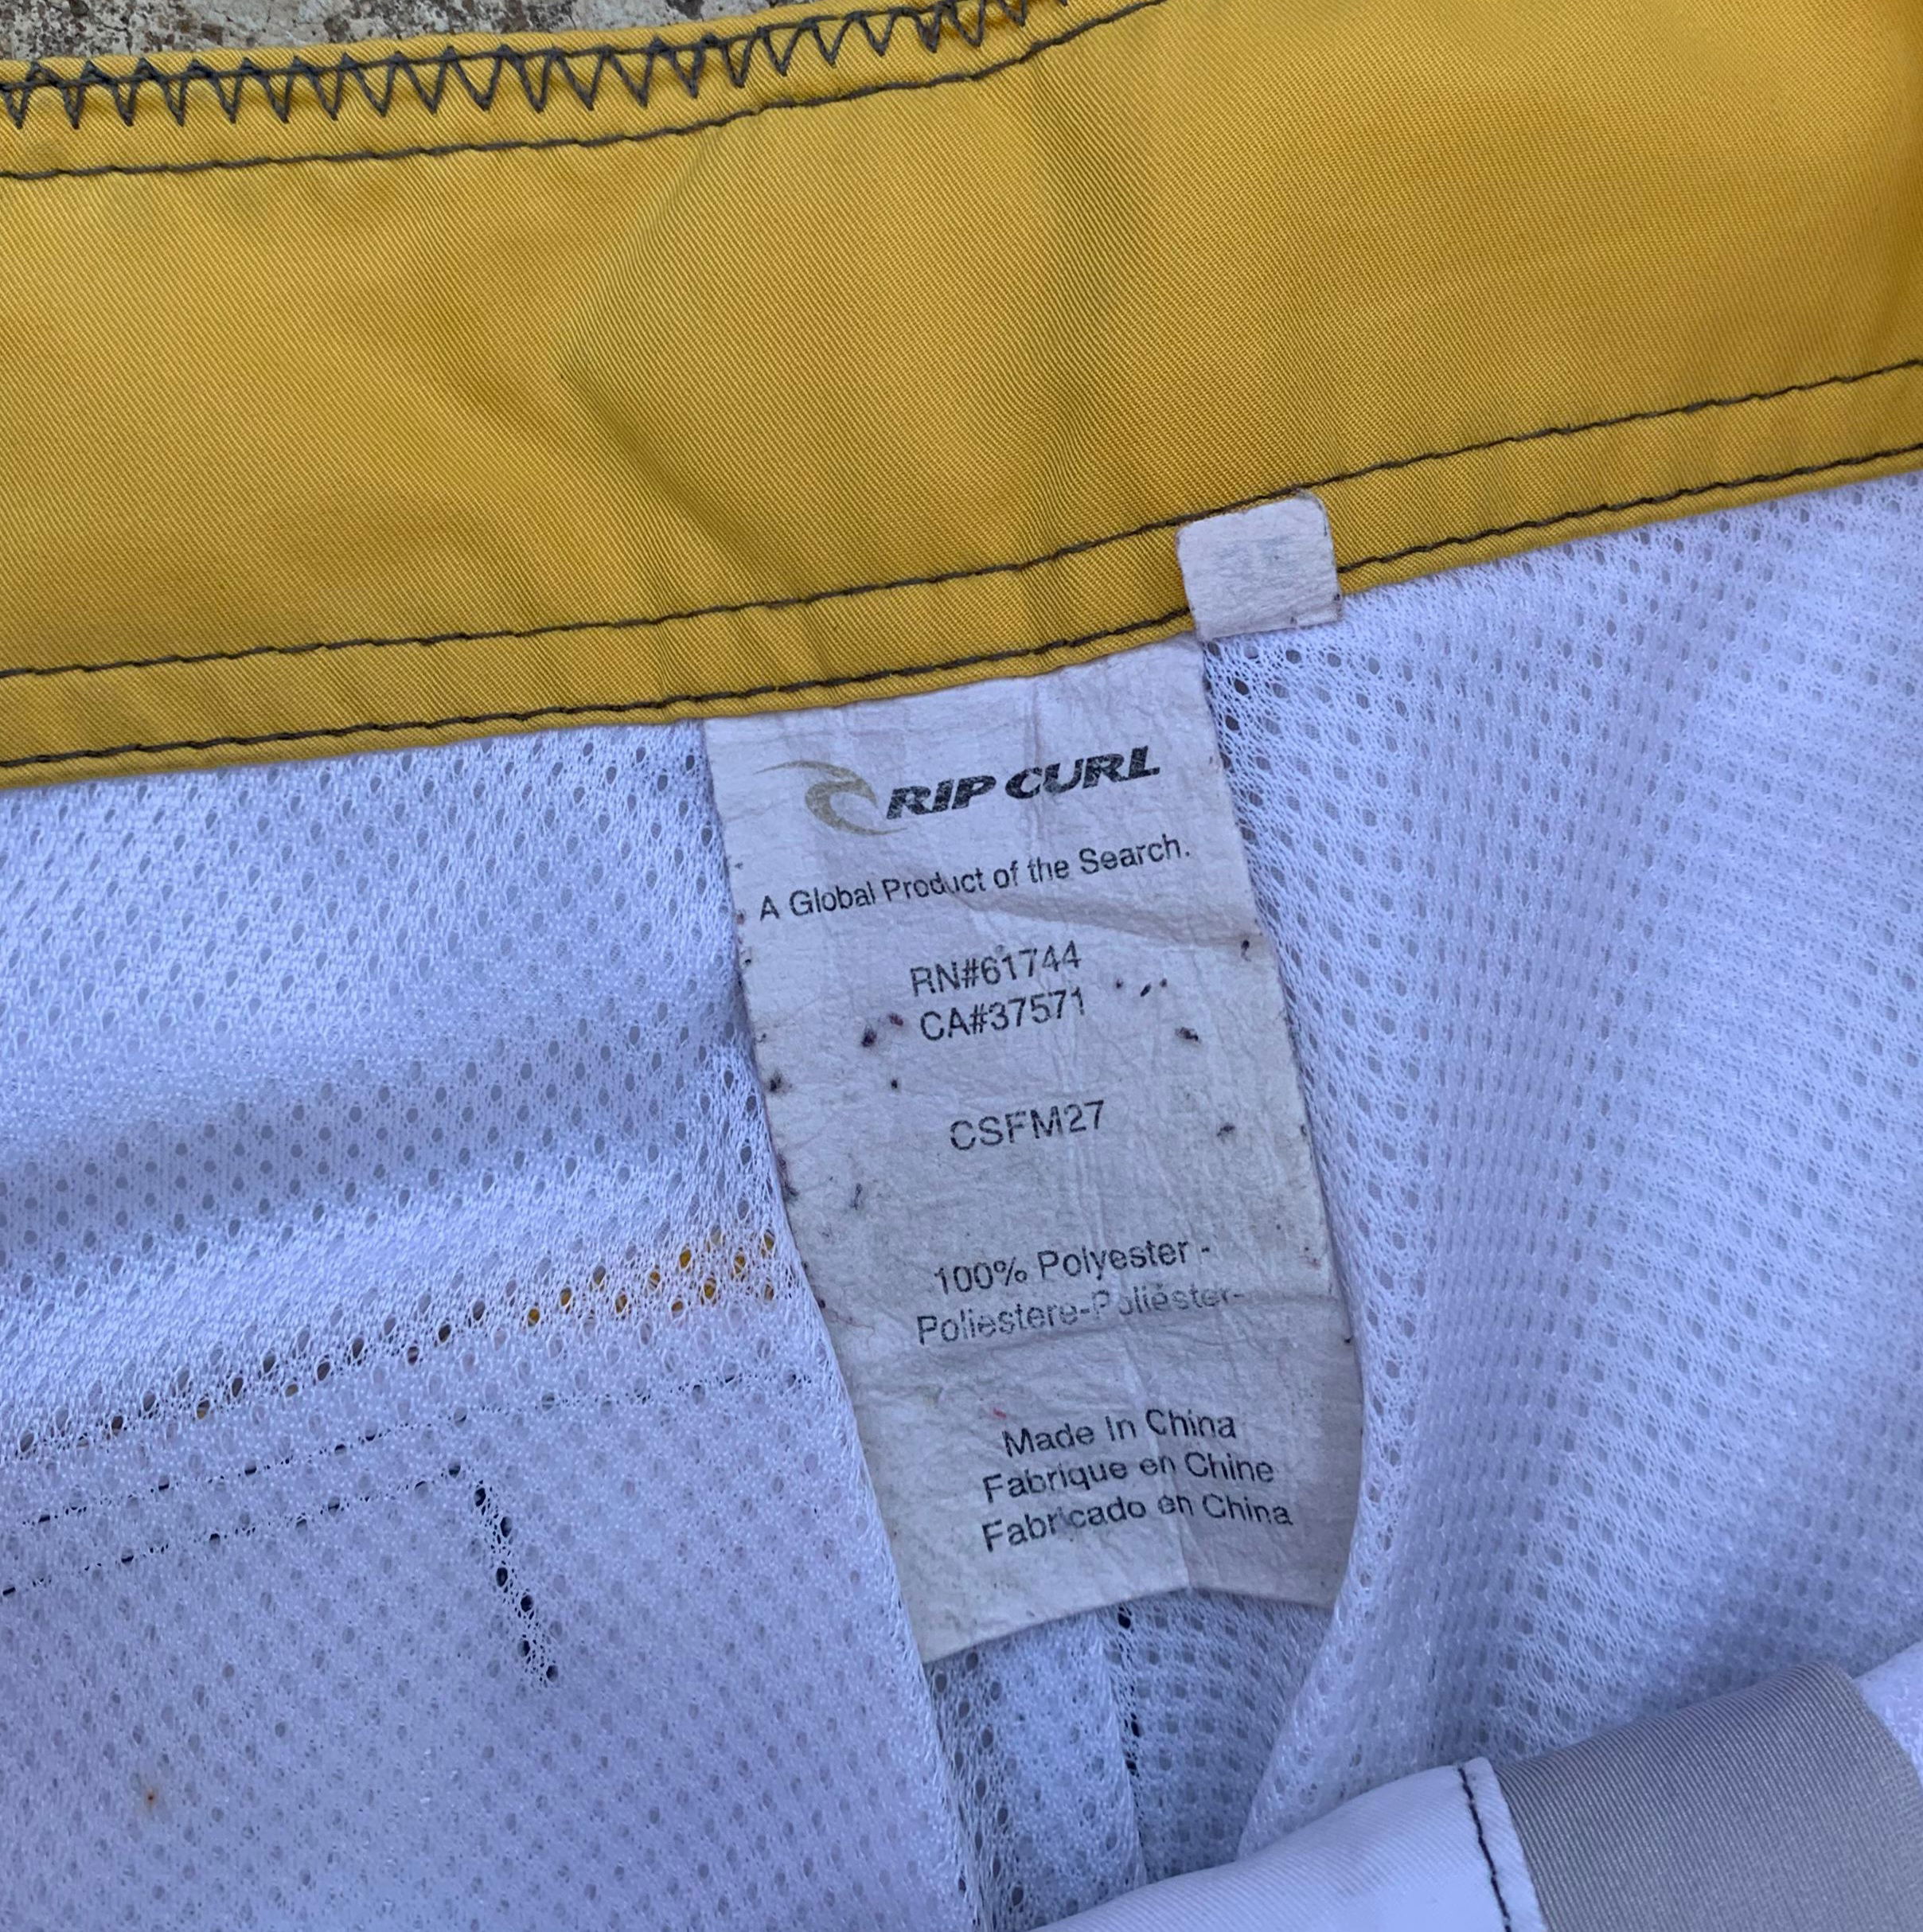 RIP CURL
A Global Product of the Search.
RN#61744
CA#37571
CSFM27
100% Polyester -
Poliestere-Poliéster-
Made In China
Fabrique en Chine
Fabricado en China